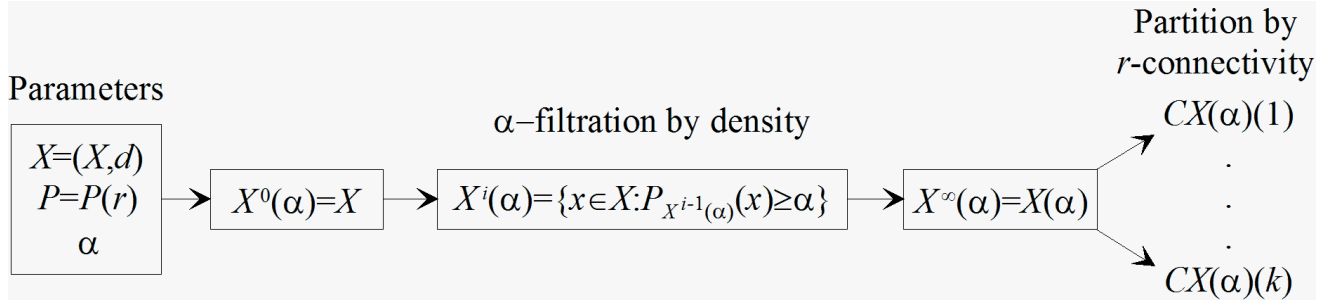 Partition by
r-connectivity
Parameters
α−filtration by density
X=(X,d)
P=P(r)
α
X⁰(α)=X
Xⁱ(α)={x∈X:P_{Xⁱ⁻¹(α)}(x)≥α}
X^∞(α)=X(α)
CX(α)(1)
.
.
.
CX(α)(k)